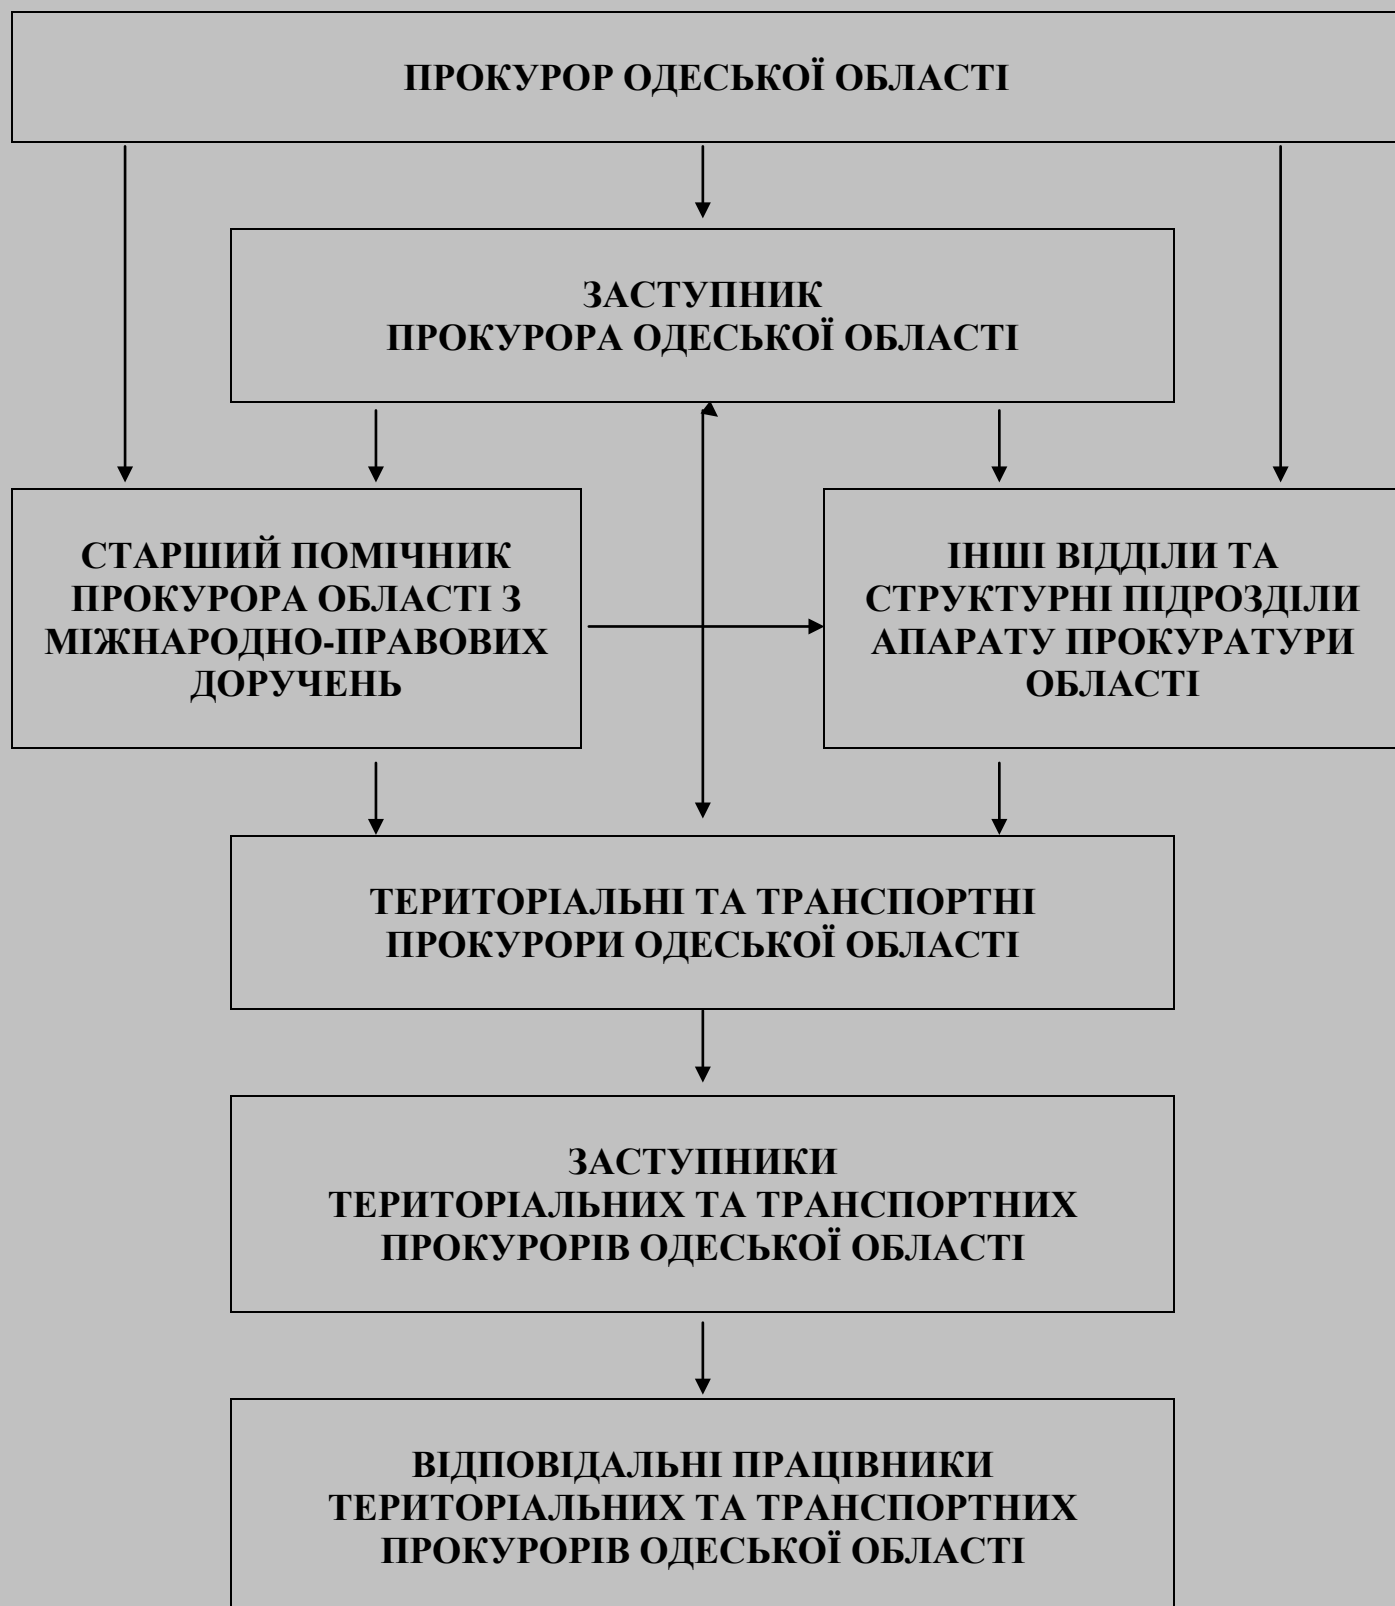 ПРОКУРОР ОДЕСЬКОЇ ОБЛАСТІ
ЗАСТУПНИК
ПРОКУРОРА ОДЕСЬКОЇ ОБЛАСТІ
СТАРШИЙ ПОМІЧНИК
ПРОКУРОРА ОБЛАСТІ З
МІЖНАРОДНО-ПРАВОВИХ
ДОРУЧЕНЬ
ІНШІ ВІДДІЛИ ТА
СТРУКТУРНІ ПІДРОЗДІЛИ
АПАРАТУ ПРОКУРАТУРИ
ОБЛАСТІ
ТЕРИТОРІАЛЬНІ ТА ТРАНСПОРТНІ
ПРОКУРОРИ ОДЕСЬКОЇ ОБЛАСТІ
ЗАСТУПНИКИ
ТЕРИТОРІАЛЬНИХ ТА ТРАНСПОРТНИХ
ПРОКУРОРІВ ОДЕСЬКОЇ ОБЛАСТІ
ВІДПОВІДАЛЬНІ ПРАЦІВНИКИ
ТЕРИТОРІАЛЬНИХ ТА ТРАНСПОРТНИХ
ПРОКУРОРІВ ОДЕСЬКОЇ ОБЛАСТІ